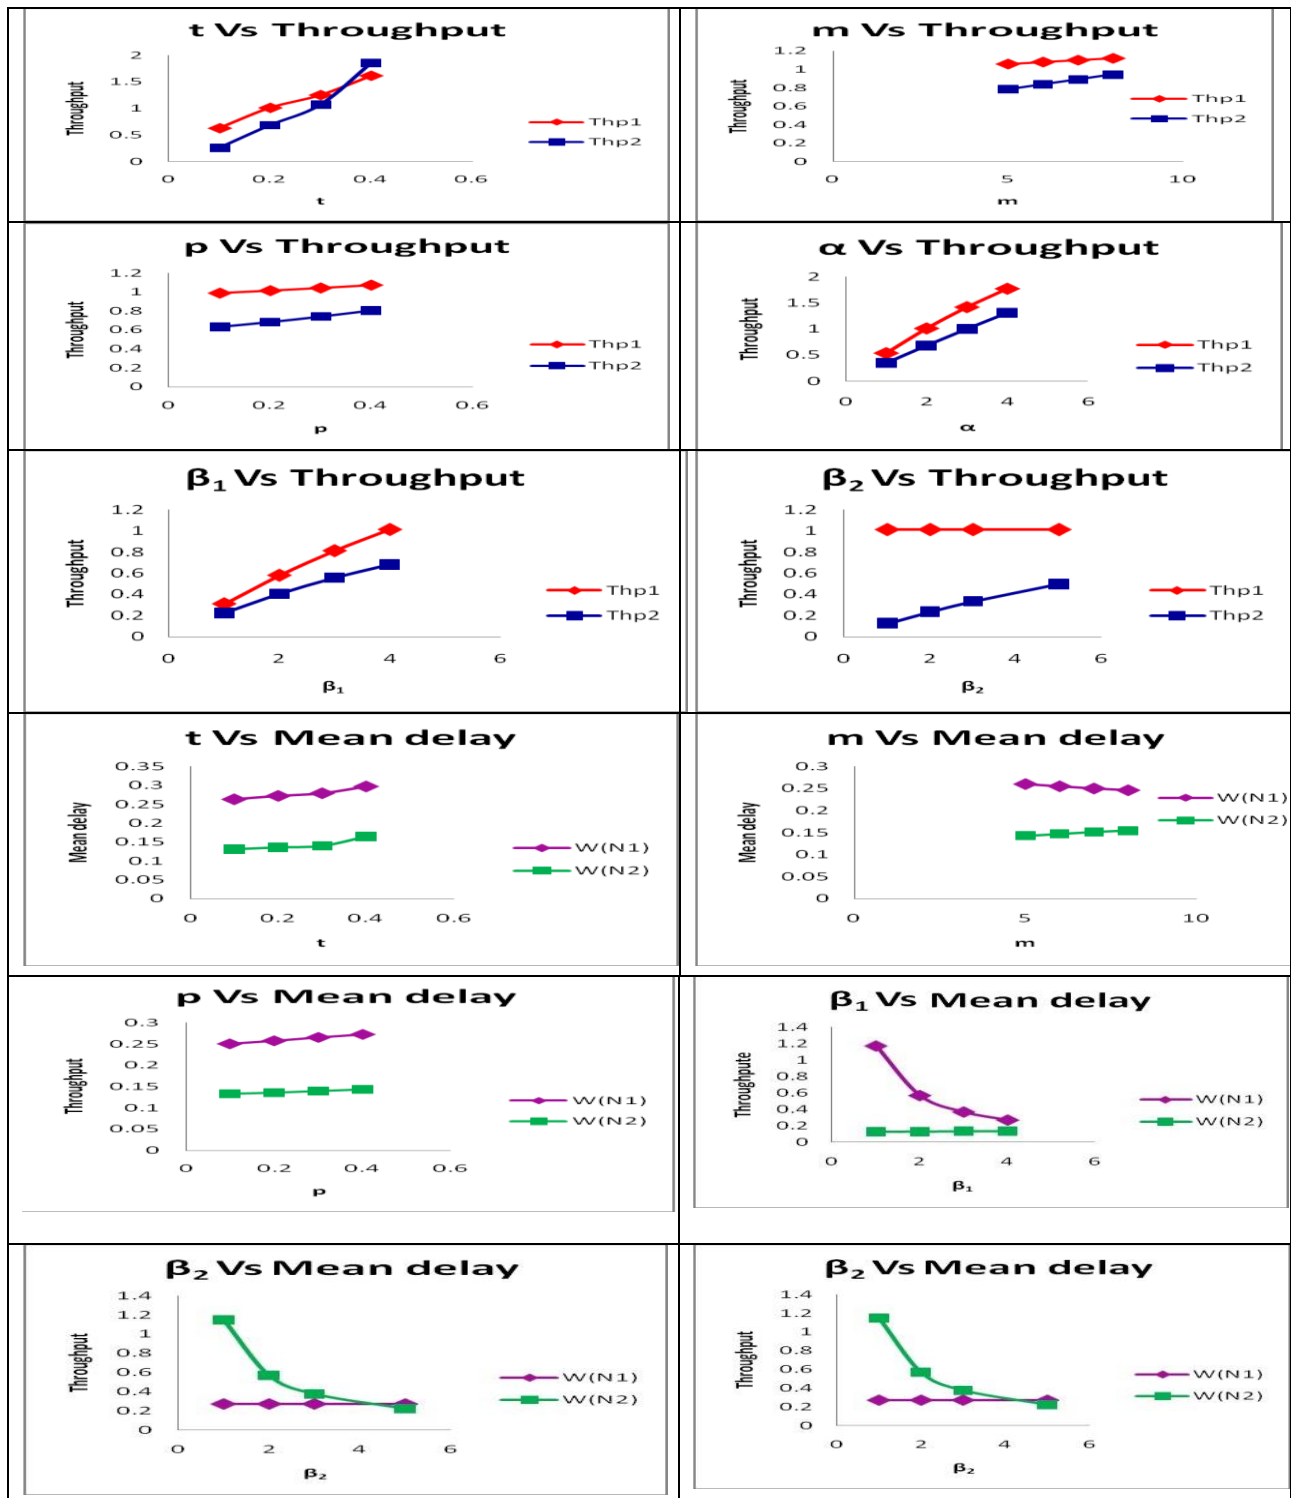 t Vs Throughput
Throughput
2
1.5
1
0.5
0
0 0.2 0.4 0.6
t
Thp1
Thp2
m Vs Throughput
Throughput
1.2
1
0.8
0.6
0.4
0.2
0
0 5 10
m
Thp1
Thp2
p Vs Throughput
Throughput
1.2
1
0.8
0.6
0.4
0.2
0
0 0.2 0.4 0.6
p
Thp1
Thp2
α Vs Throughput
Throughput
2
1.5
1
0.5
0
0 2 4 6
α
Thp1
Thp2
β₁ Vs Throughput
Throughput
1.2
1
0.8
0.6
0.4
0.2
0
0 2 4 6
β₁
Thp1
Thp2
β₂ Vs Throughput
Throughput
1.2
1
0.8
0.6
0.4
0.2
0
0 2 4 6
β₂
Thp1
Thp2
t Vs Mean delay
Mean delay
0.35
0.3
0.25
0.2
0.15
0.1
0.05
0
0 0.2 0.4 0.6
t
W(N1)
W(N2)
m Vs Mean delay
Mean delay
0.3
0.25
0.2
0.15
0.1
0.05
0
0 5 10
m
W(N1)
W(N2)
p Vs Mean delay
Throughput
0.3
0.25
0.2
0.15
0.1
0.05
0
0 0.2 0.4 0.6
p
W(N1)
W(N2)
β₁ Vs Mean delay
Throughpute
1.4
1.2
1
0.8
0.6
0.4
0.2
0
0 2 4 6
β₁
W(N1)
W(N2)
β₂ Vs Mean delay
Throughput
1.4
1.2
1
0.8
0.6
0.4
0.2
0
0 2 4 6
β₂
W(N1)
W(N2)
β₂ Vs Mean delay
Throughput
1.4
1.2
1
0.8
0.6
0.4
0.2
0
0 2 4 6
β₂
W(N1)
W(N2)